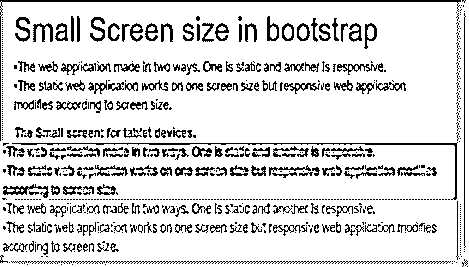 Small Screen size in bootstrap
•The web application made in two ways. One is static and another is responsive.
•The static web application works on one screen size but responsive web application
modifies according to screen size.
The Small screen: for tablet devices.
•The web application made in two ways. One is static and another is responsive.
•The static web application works on one screen size but responsive web application modifies
according to screen size.
•The web application made in two ways. One is static and another is responsive.
•The static web application works on one screen size but responsive web application modifies
according to screen size.